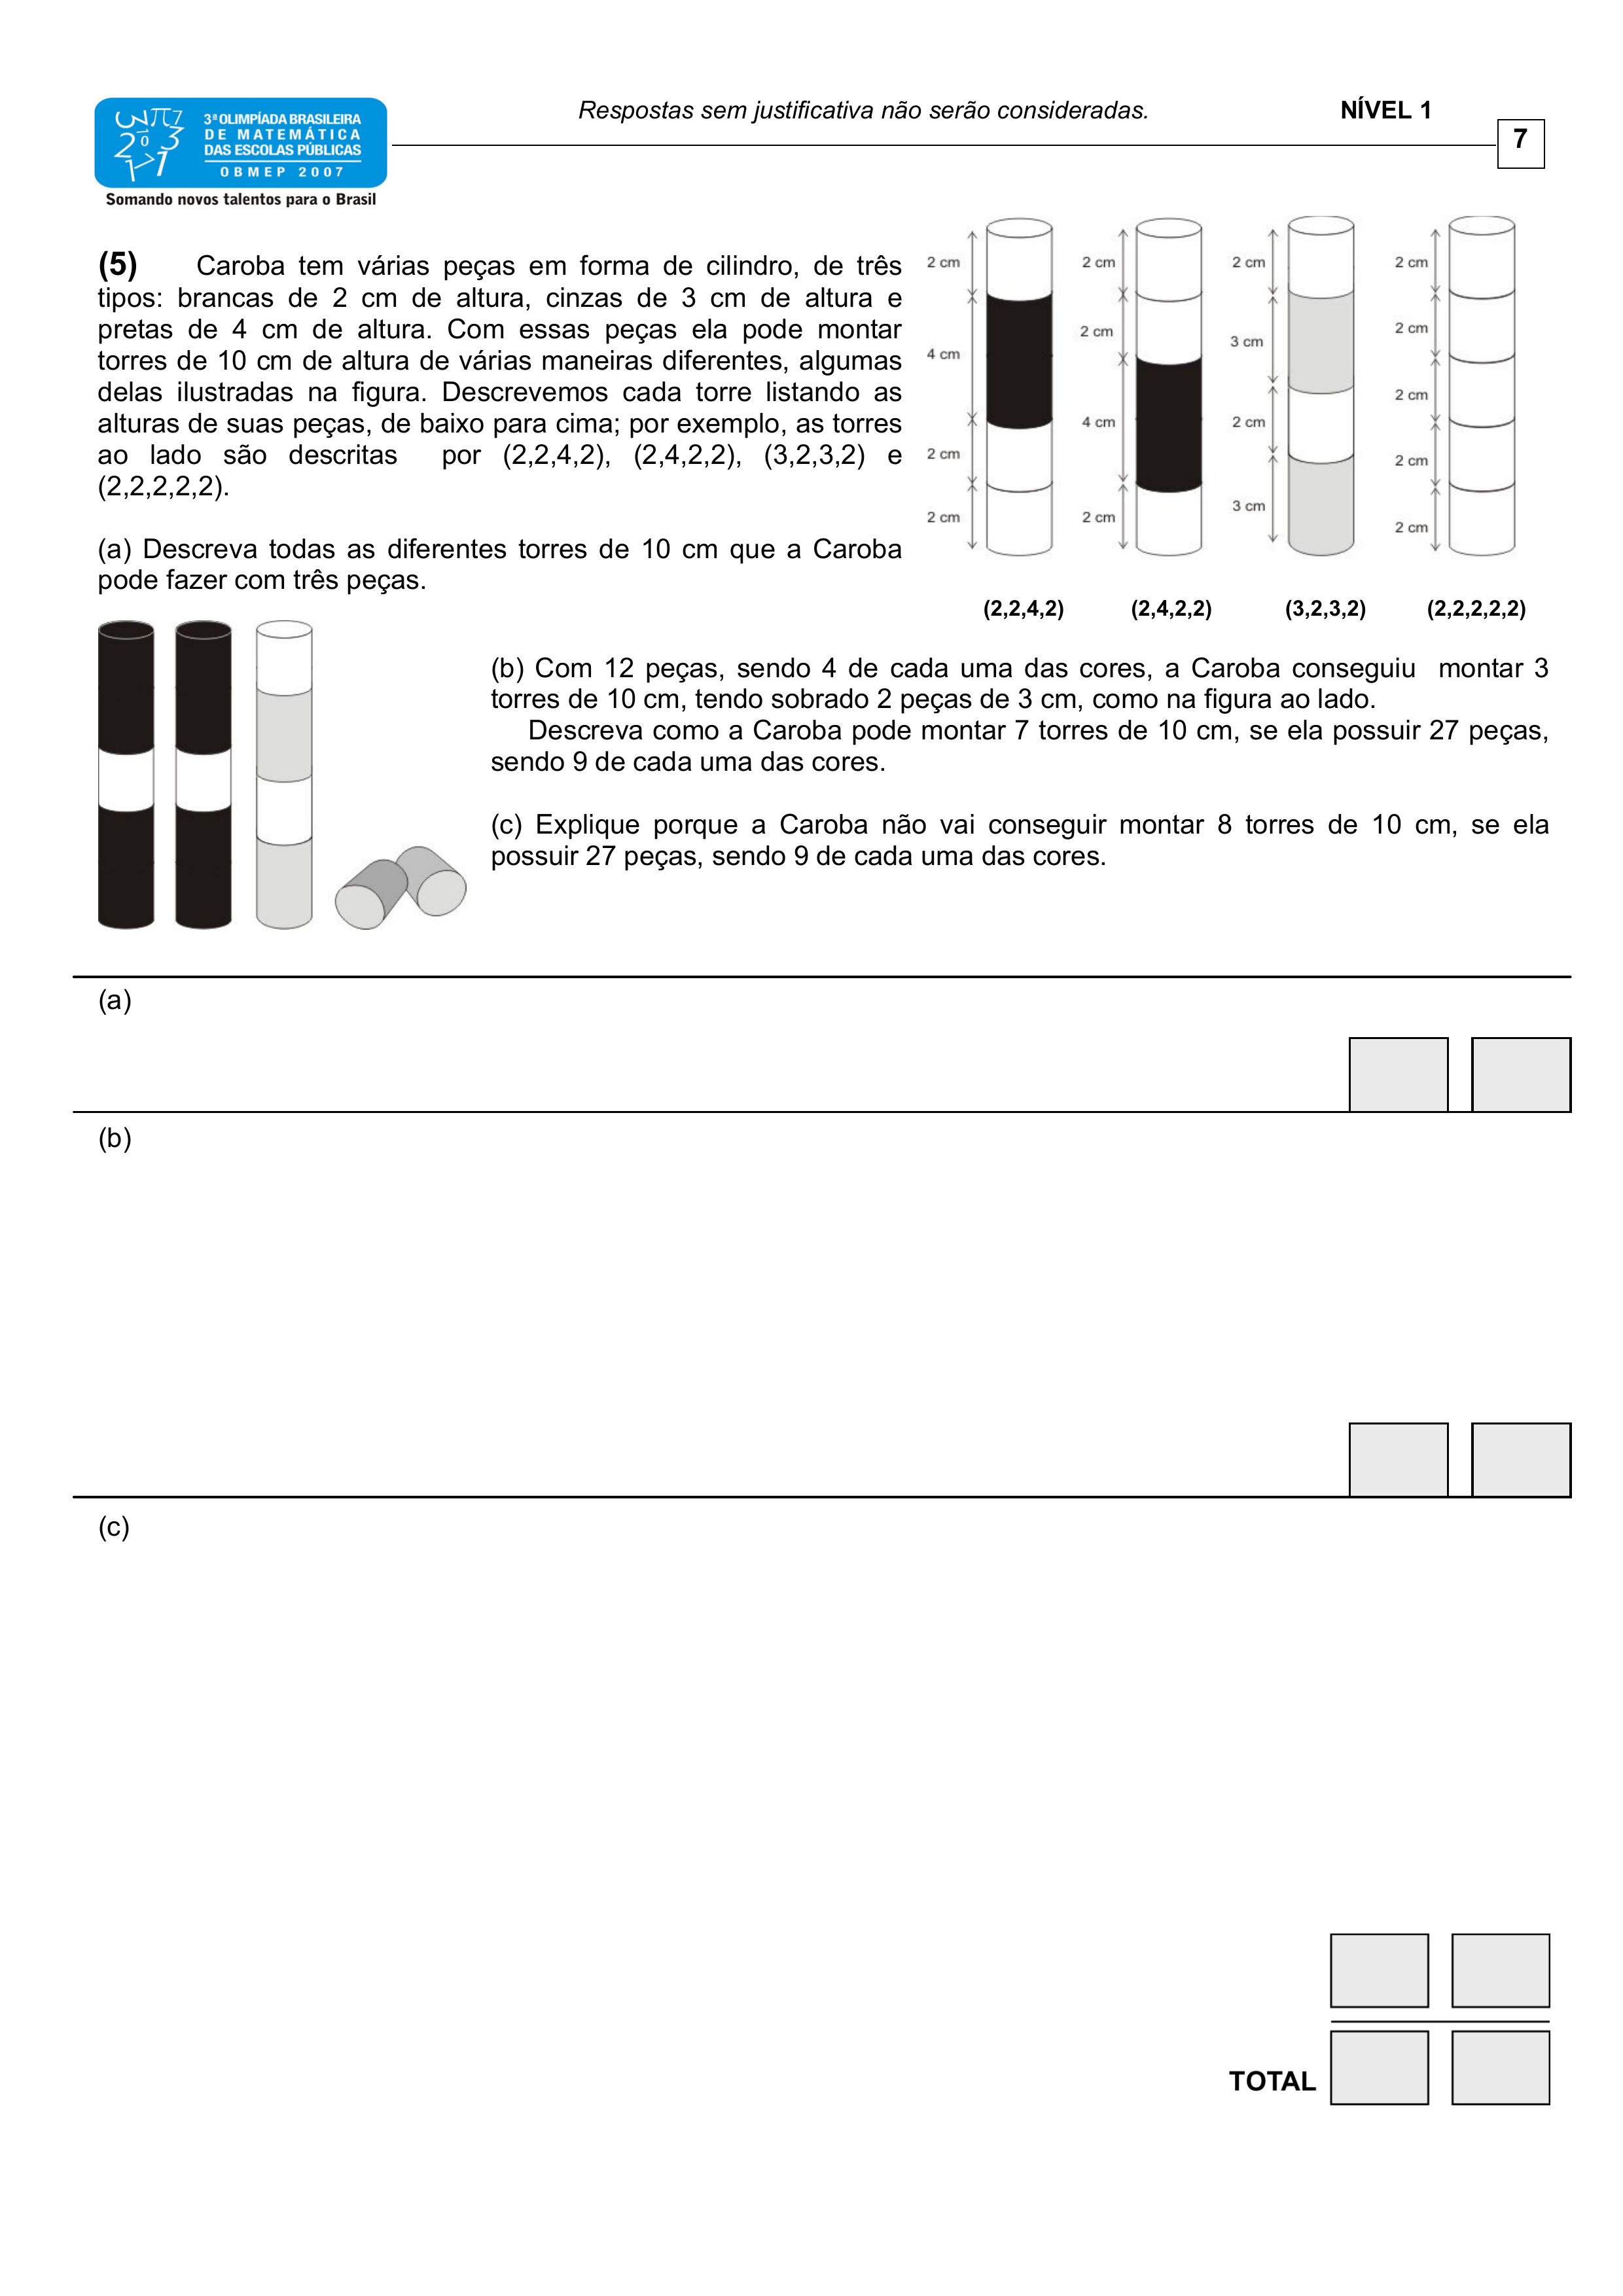 Respostas sem justificativa não serão consideradas. NÍVEL 1
7
3ª OLIMPÍADA BRASILEIRA
DE MATEMÁTICA
DAS ESCOLAS PÚBLICAS
OBMEP 2007
Somando novos talentos para o Brasil
(5) Caroba tem várias peças em forma de cilindro, de três
tipos: brancas de 2 cm de altura, cinzas de 3 cm de altura e
pretas de 4 cm de altura. Com essas peças ela pode montar
torres de 10 cm de altura de várias maneiras diferentes, algumas
delas ilustradas na figura. Descrevemos cada torre listando as
alturas de suas peças, de baixo para cima; por exemplo, as torres
ao lado são descritas por (2,2,4,2), (2,4,2,2), (3,2,3,2) e
(2,2,2,2,2).
(a) Descreva todas as diferentes torres de 10 cm que a Caroba
pode fazer com três peças.
2 cm
4 cm
2 cm
2 cm
2 cm
2 cm
4 cm
2 cm
2 cm
3 cm
2 cm
3 cm
2 cm
2 cm
2 cm
2 cm
2 cm
(2,2,4,2) (2,4,2,2) (3,2,3,2) (2,2,2,2,2)
(b) Com 12 peças, sendo 4 de cada uma das cores, a Caroba conseguiu montar 3
torres de 10 cm, tendo sobrado 2 peças de 3 cm, como na figura ao lado.
Descreva como a Caroba pode montar 7 torres de 10 cm, se ela possuir 27 peças,
sendo 9 de cada uma das cores.
(c) Explique porque a Caroba não vai conseguir montar 8 torres de 10 cm, se ela
possuir 27 peças, sendo 9 de cada uma das cores.
(a)
(b)
(c)
TOTAL